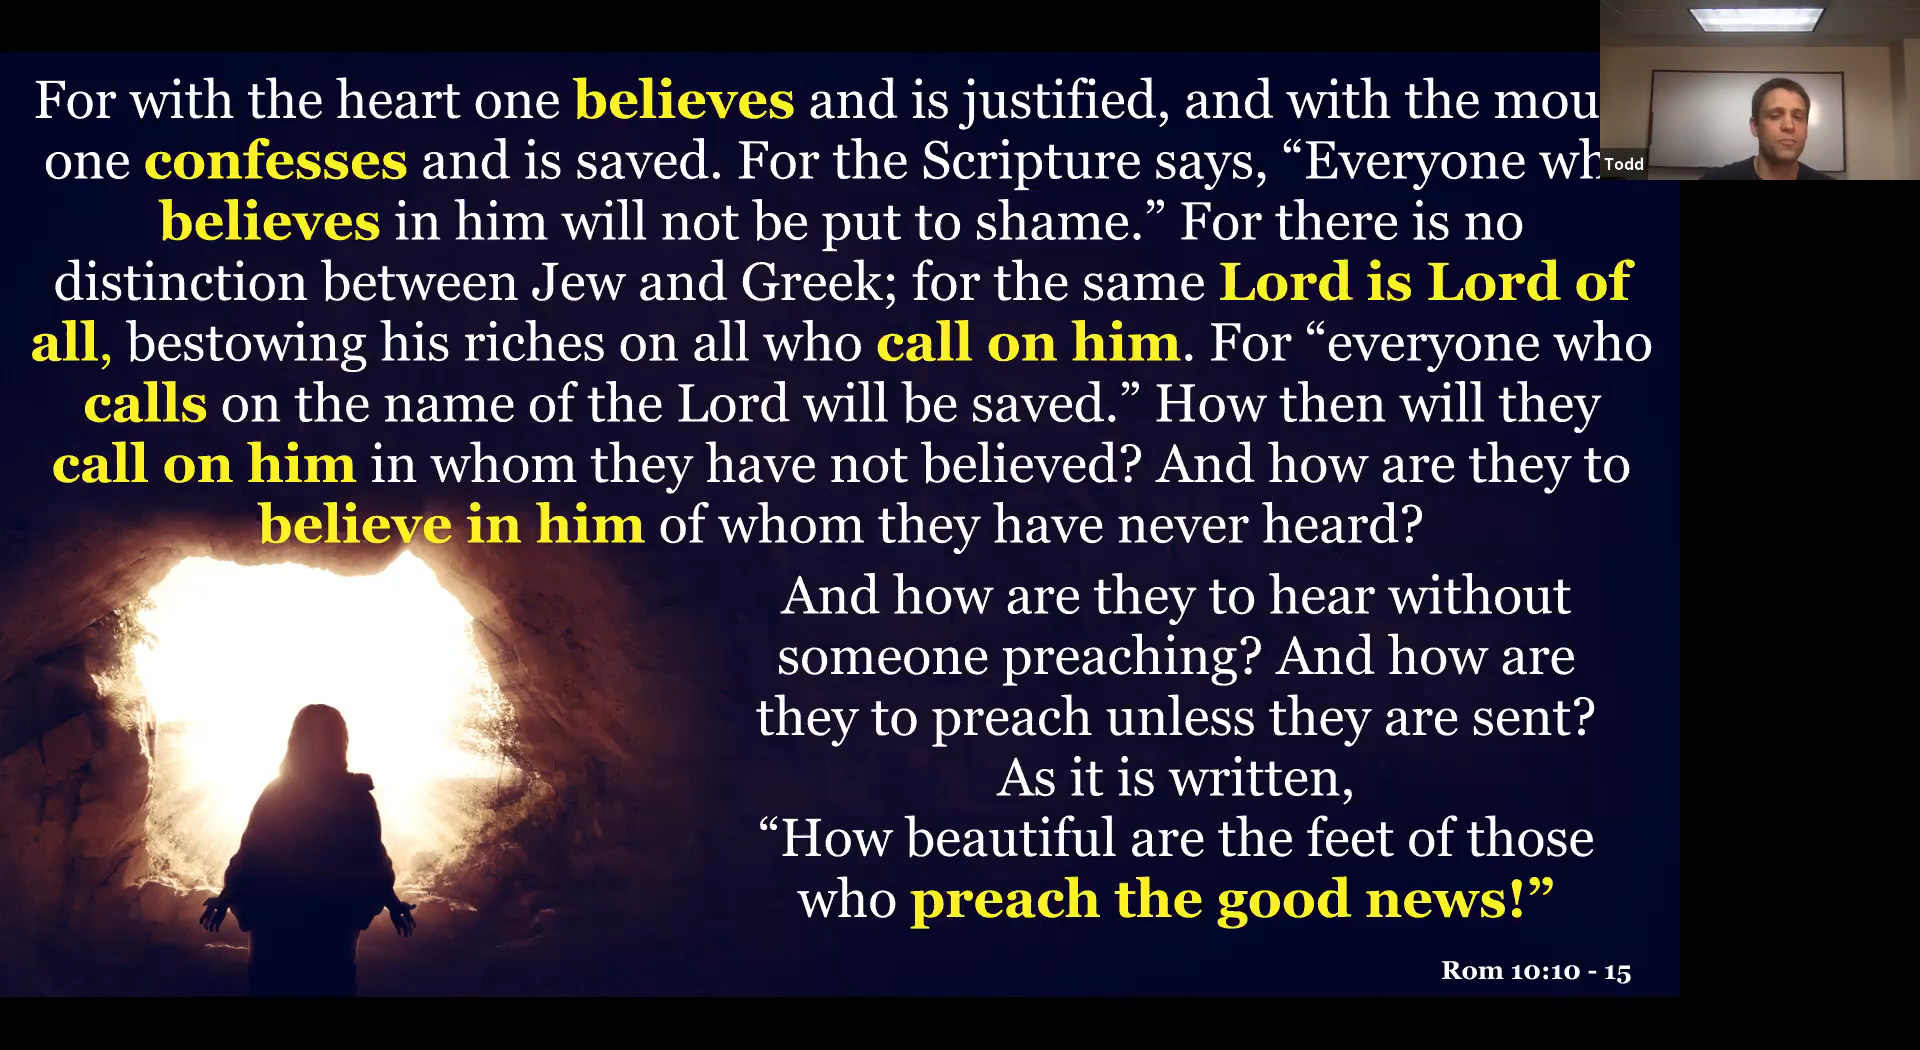 For with the heart one believes and is justified, and with the mou
one confesses and is saved. For the Scripture says, “Everyone wh
believes in him will not be put to shame.” For there is no
distinction between Jew and Greek; for the same Lord is Lord of
all, bestowing his riches on all who call on him. For “everyone who
calls on the name of the Lord will be saved.” How then will they
call on him in whom they have not believed? And how are they to
believe in him of whom they have never heard?
And how are they to hear without
someone preaching? And how are
they to preach unless they are sent?
As it is written,
“How beautiful are the feet of those
who preach the good news!”
Rom 10:10 - 15
Todd